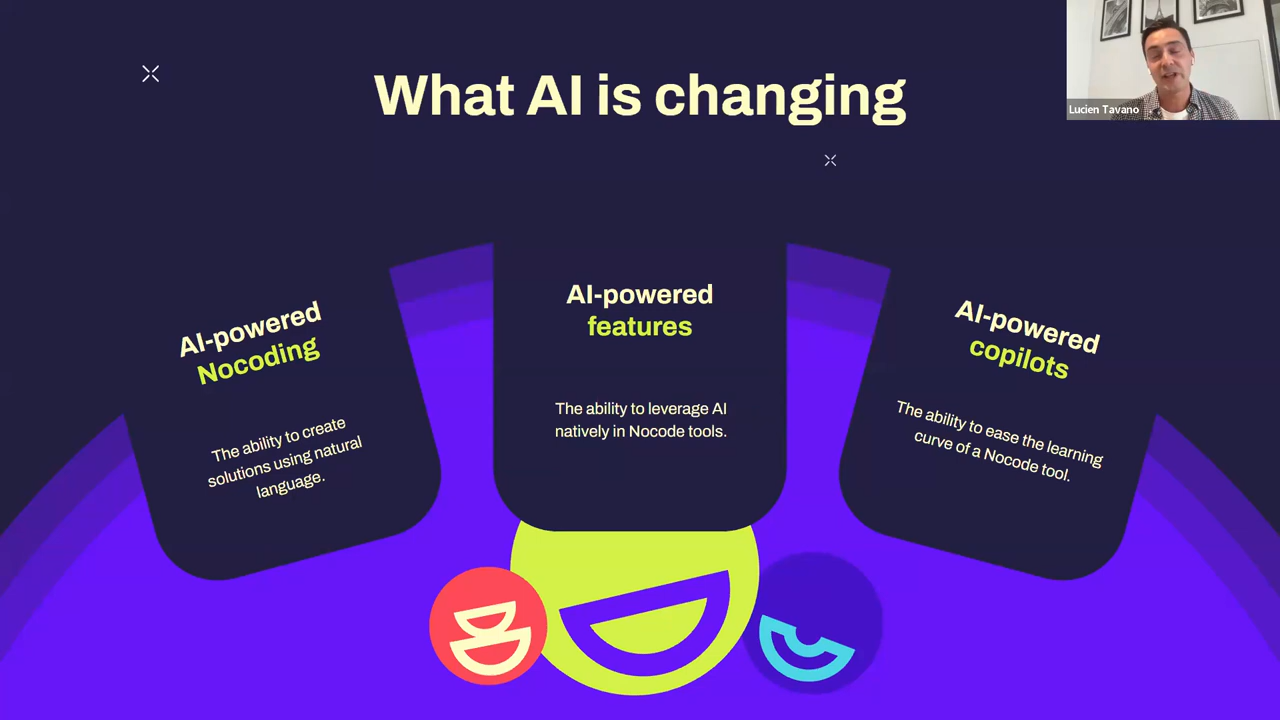 What AI is changing
Lucien Tavano
AI-powered
Nocoding
The ability to create
solutions using natural
language.
AI-powered
features
The ability to leverage AI
natively in Nocode tools.
AI-powered
copilots
The ability to ease the learning
curve of a Nocode tool.